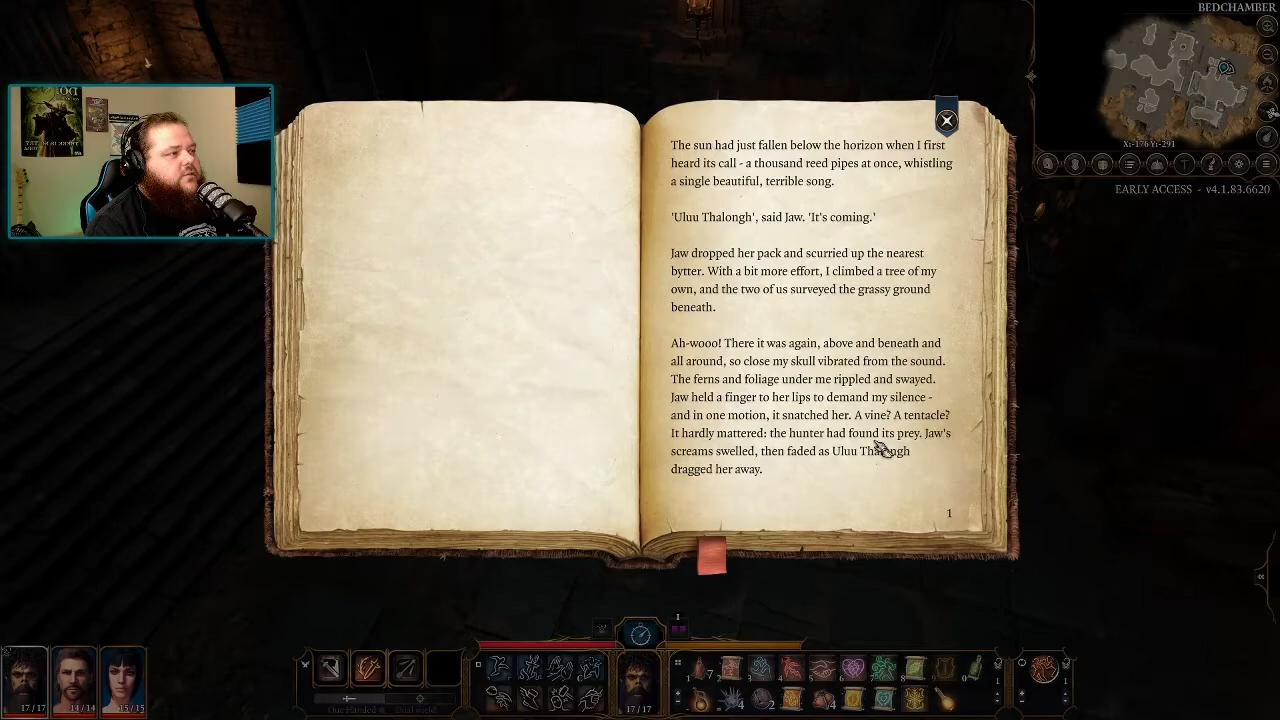 BEDCHAMBER
X:-176 Y:-291
EARLY ACCESS - v4.1.83.6620
The sun had just fallen below the horizon when I first
heard its call - a thousand reed pipes at once, whistling
a single beautiful, terrible song.
'Uluu Thalongh', said Jaw. 'It's coming.'
Jaw dropped her pack and scurried up the nearest
bytter. With a bit more effort, I climbed a tree of my
own, and the two of us surveyed the grassy ground
beneath.
Ah-wooo! There it was again, above and beneath and
all around, so close my skull vibrated from the sound.
The ferns and foliage under me rippled and swayed.
Jaw held a finger to her lips to demand my silence -
and in one motion, it snatched her. A vine? A tentacle?
It hardly mattered: the hunter had found its prey. Jaw's
screams swelled, then faded as Uluu Thalongh
dragged her away.
1
17/17
14/14
15/15
One Handed
Dual Wield
17/17